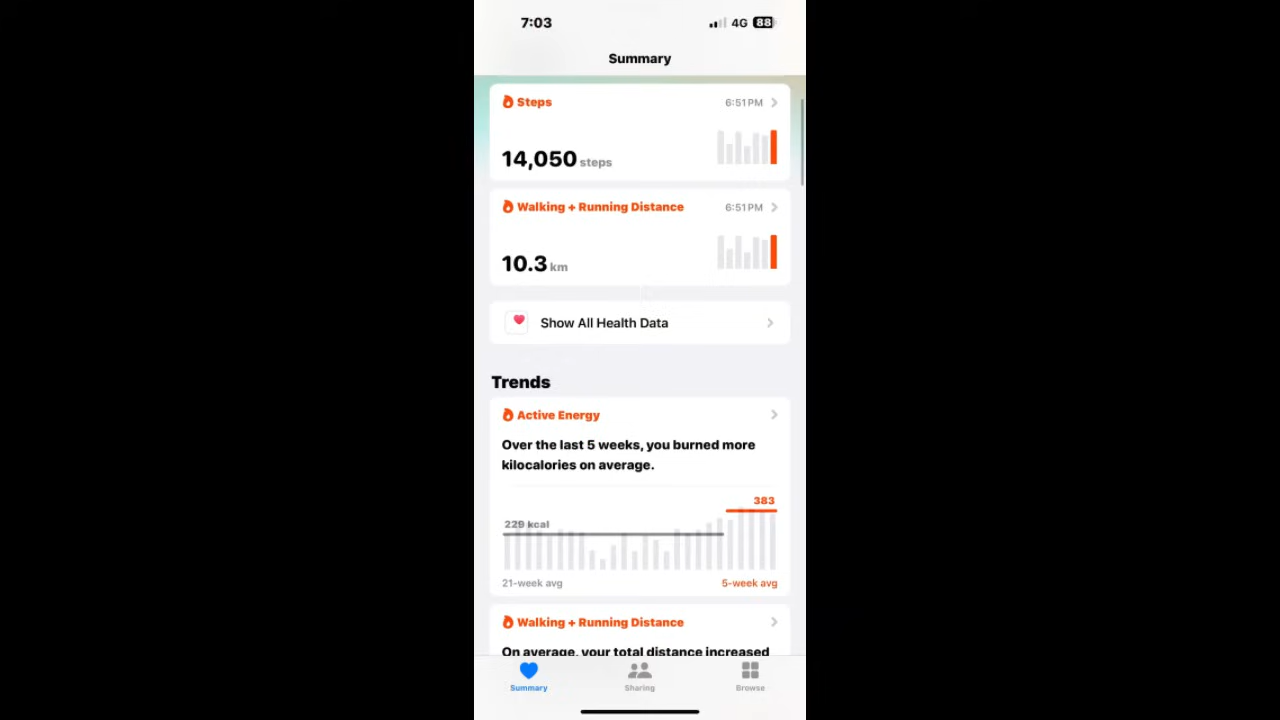 7:03
4G 88
Summary
Steps 6:51 PM
14,050 steps
Walking + Running Distance 6:51 PM
10.3 km
Show All Health Data
Trends
Active Energy
Over the last 5 weeks, you burned more
kilocalories on average.
383
229 kcal
21-week avg 5-week avg
Walking + Running Distance
On average, your total distance increased
Summary Sharing Browse